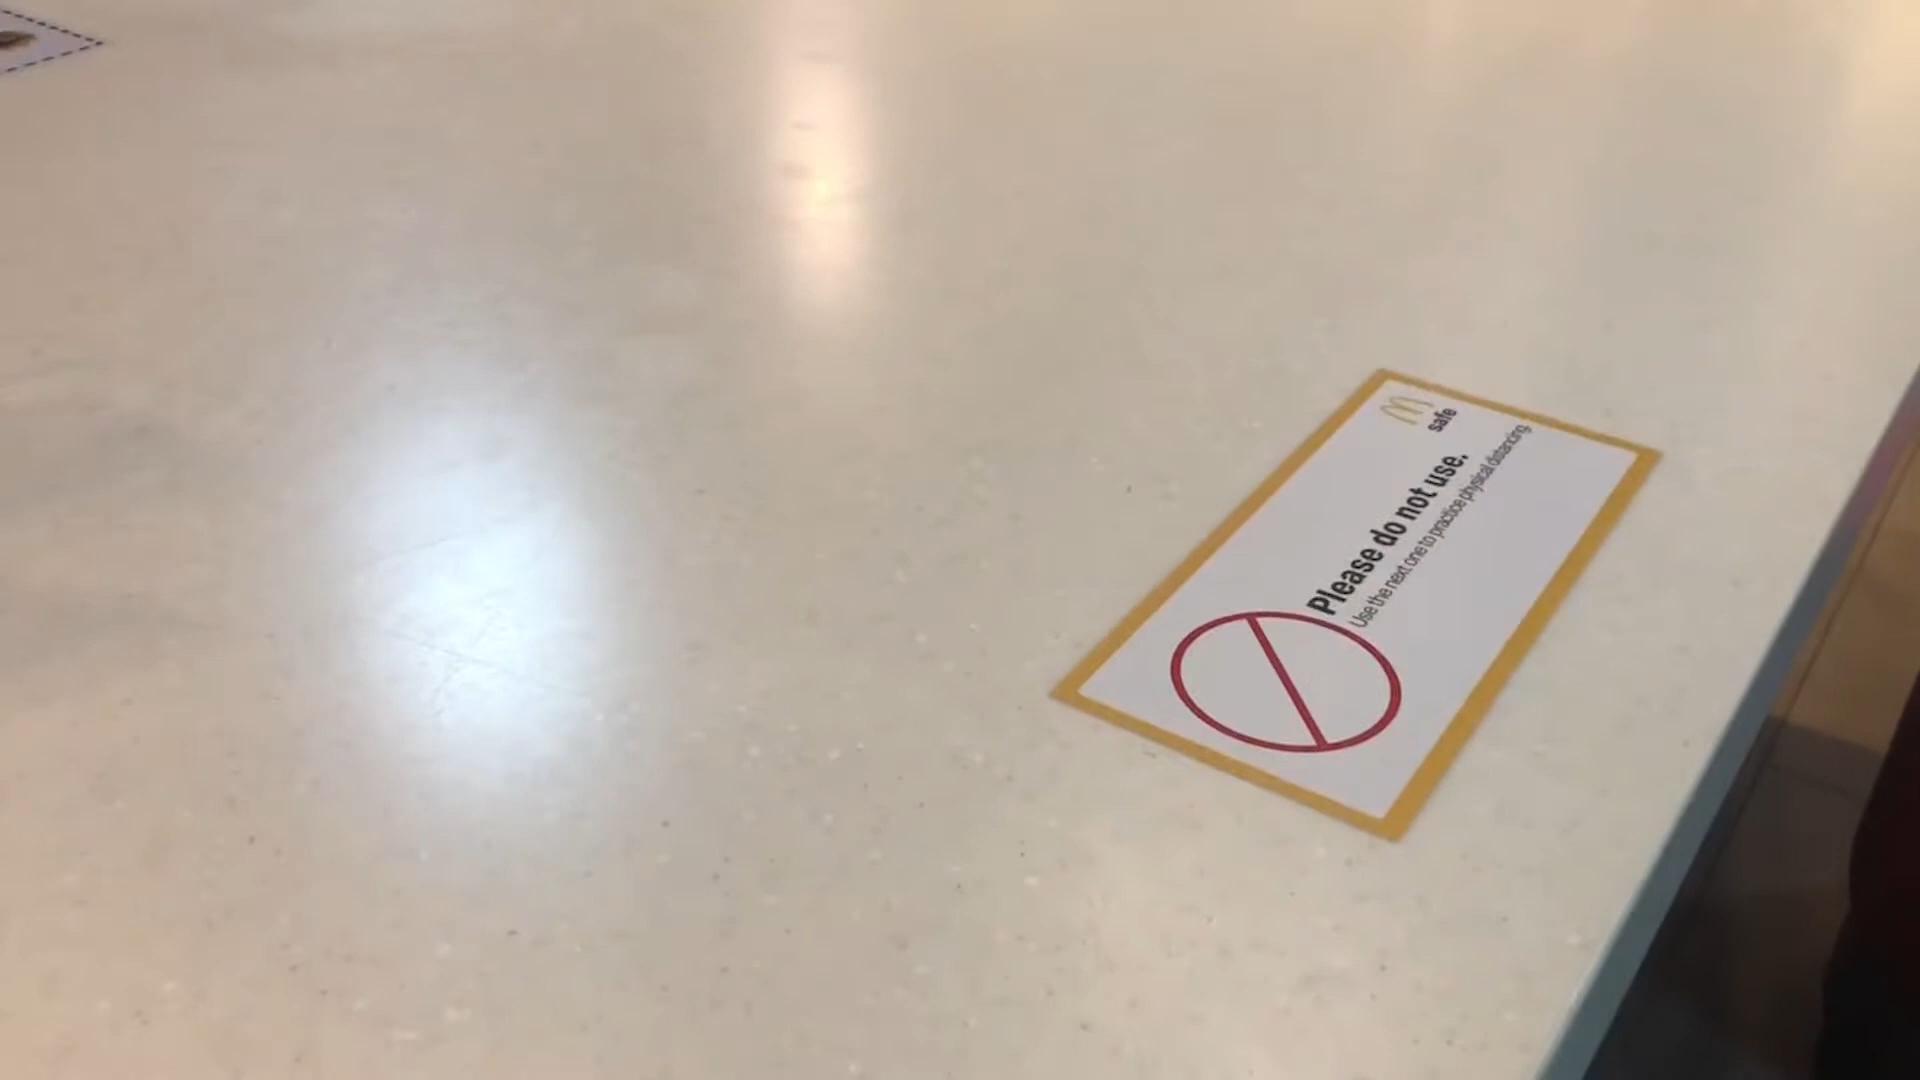 Please do not use.
Use the next one to practice physical distancing.
safe